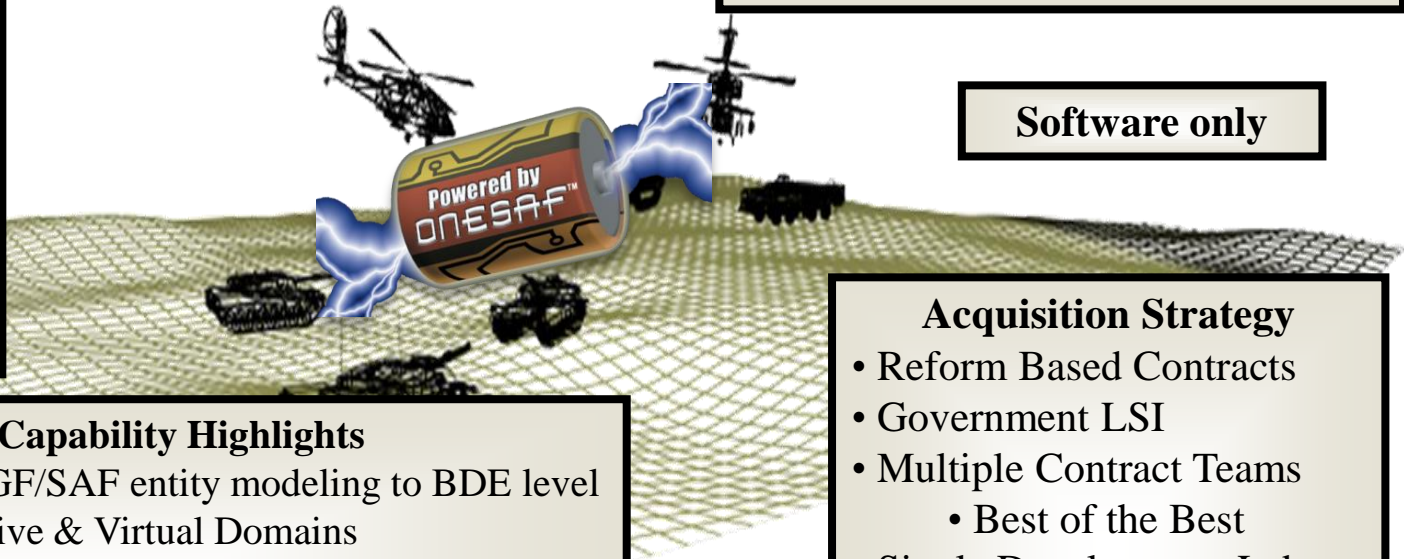 Software only
Powered by
ONESAF™
Acquisition Strategy
• Reform Based Contracts
• Government LSI
• Multiple Contract Teams
• Best of the Best
Capability Highlights
GF/SAF entity modeling to BDE level
ive & Virtual Domains